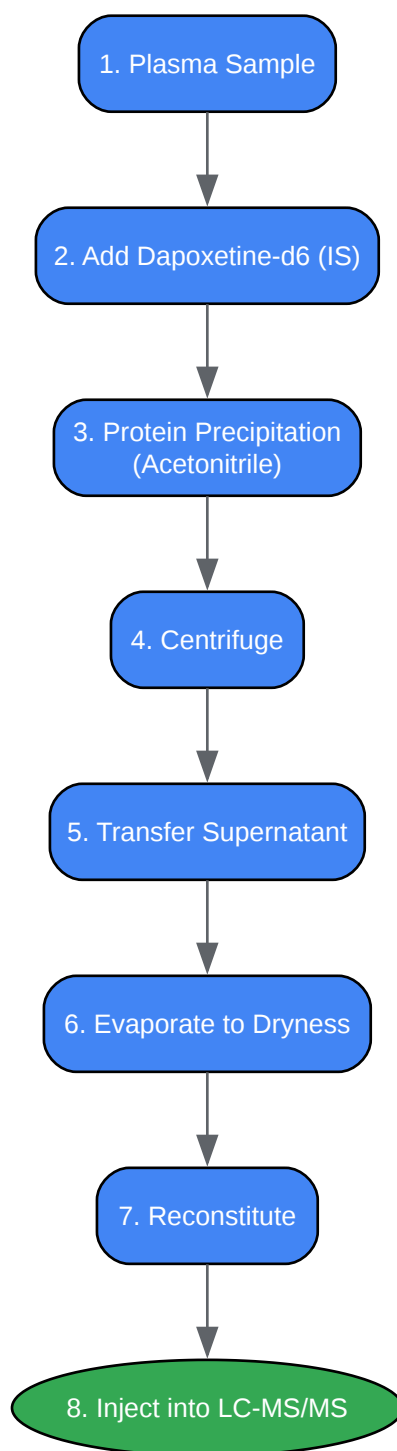 1. Plasma Sample
2. Add Dapoxetine-d6 (IS)
3. Protein Precipitation
(Acetonitrile)
4. Centrifuge
5. Transfer Supernatant
6. Evaporate to Dryness
7. Reconstitute
8. Inject into LC-MS/MS